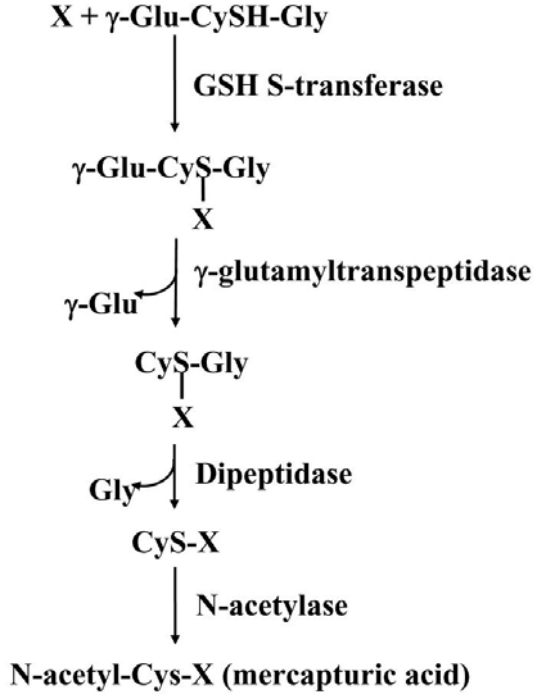 X + γ-Glu-CySH-Gly
GSH S-transferase
γ-Glu-CyS-Gly
X
γ-glutamyltranspeptidase
γ-Glu
CyS-Gly
X
Dipeptidase
Gly
CyS-X
N-acetylase
N-acetyl-Cys-X (mercapturic acid)